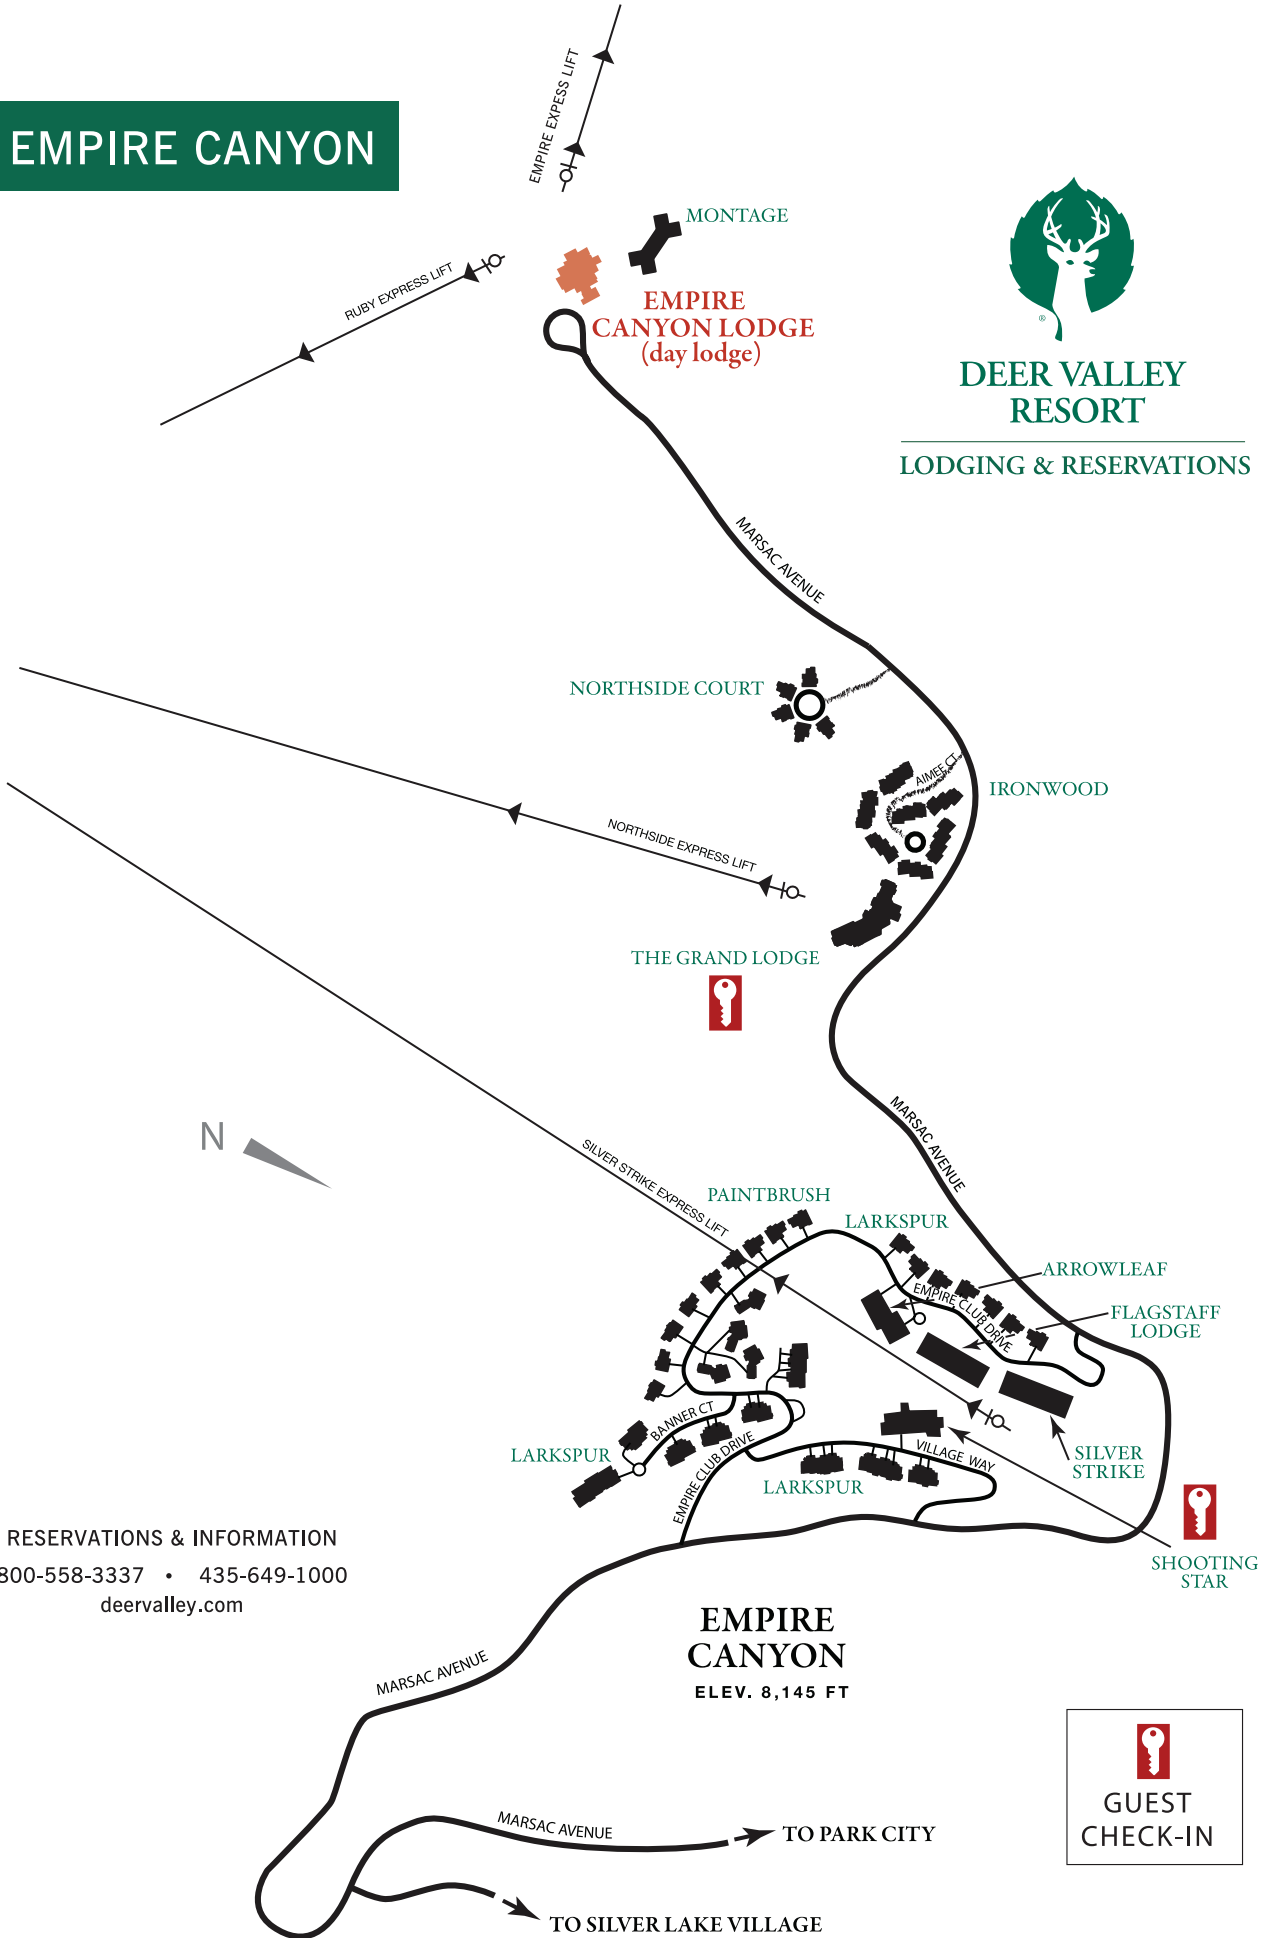 EMPIRE EXPESS LIFT
EMPIRE CANYON
MONTAGE
RUBY EXPRESS LIFT
EMPIRE
CANYON LODGE
(day lodge)
®
DEER VALLEY
RESORT
LODGING & RESERVATIONS
MARSAC AVENUE
NORTHSIDE COURT
AIMEE CT
IRONWOOD
NORTHSIDE EXPRESS LIFT
THE GRAND LODGE
MARSAC AVENUE
N
SILVER STRIKE EXPRESS LIFT
PAINTBRUSH
LARKSPUR
ARROWLEAF
EMPIRE CLUB DRIVE
FLAGSTAFF
LODGE
BANNER CT
LARKSPUR
EMPIRE CLUB DRIVE
VILLAGE WAY
LARKSPUR
SILVER
STRIKE
SHOOTING
STAR
RESERVATIONS & INFORMATION
800-558-3337 • 435-649-1000
deervalley.com
EMPIRE
CANYON
ELEV. 8,145 FT
MARSAC AVENUE
GUEST
CHECK-IN
MARSAC AVENUE
TO PARK CITY
TO SILVER LAKE VILLAGE